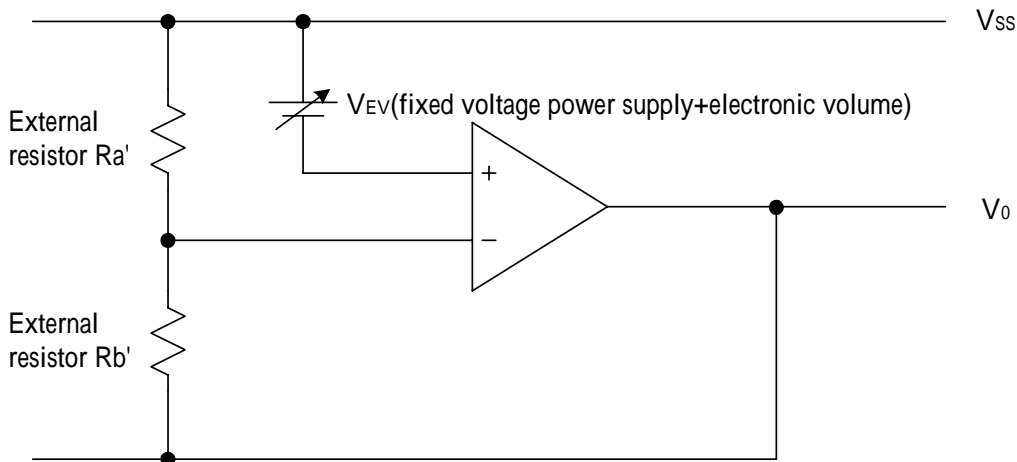 VSS
VEV(fixed voltage power supply+electronic volume)
External
resistor Ra'
+
V0
−
External
resistor Rb'